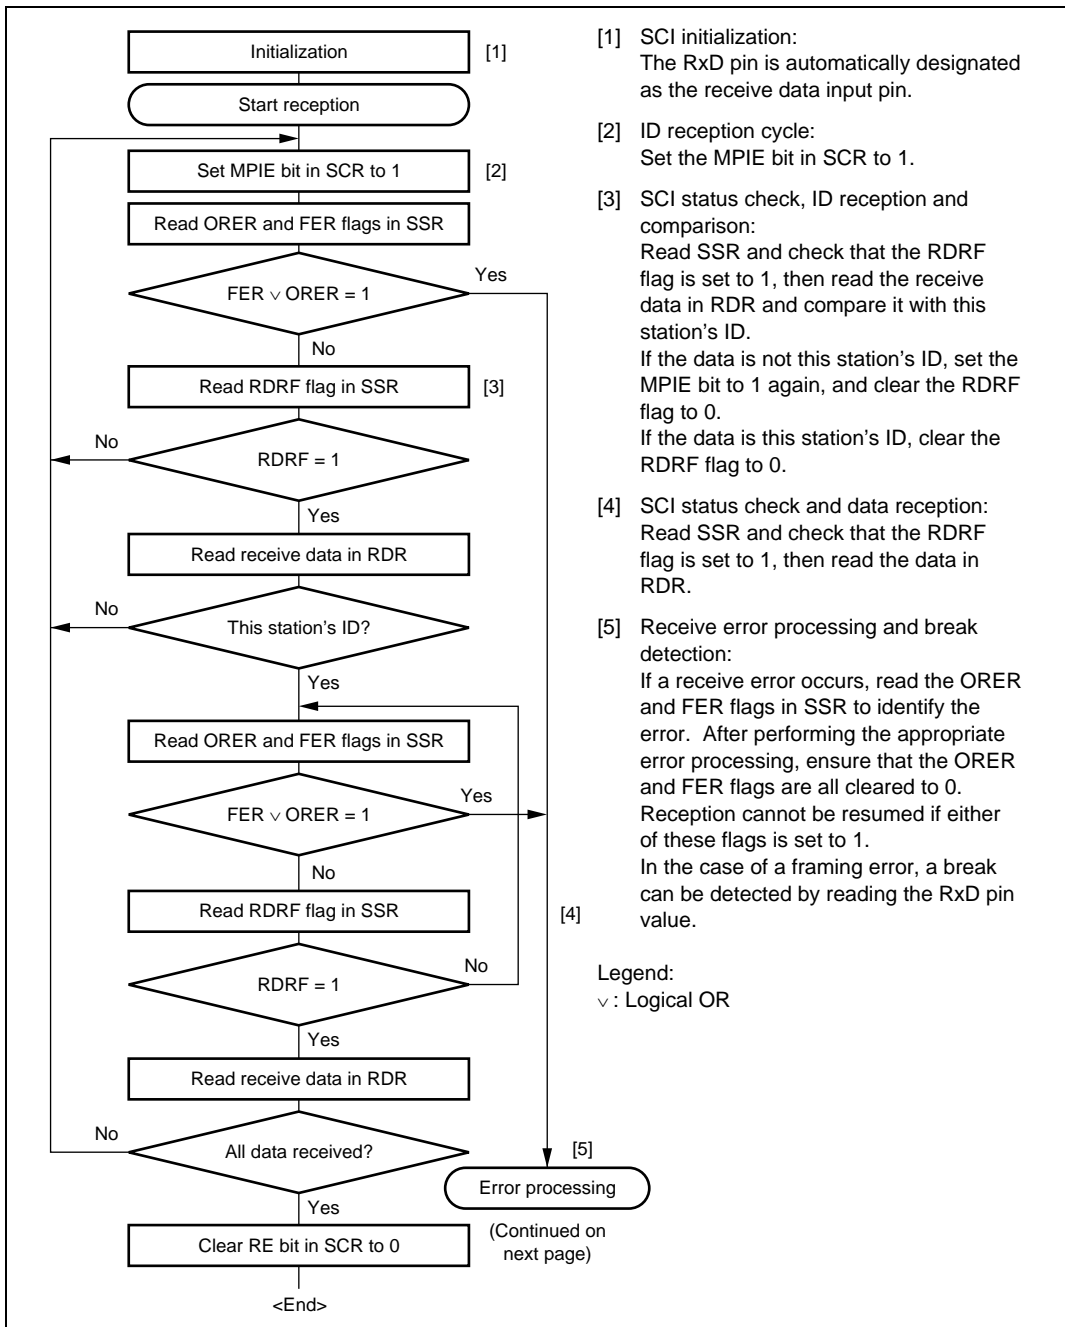 Initialization
[1]
Start reception
Set MPIE bit in SCR to 1
[2]
Read ORER and FER flags in SSR
FER ∨ ORER = 1
Yes
No
Read RDRF flag in SSR
[3]
No
RDRF = 1
Yes
Read receive data in RDR
No
This station's ID?
Yes
Read ORER and FER flags in SSR
FER ∨ ORER = 1
Yes
No
Read RDRF flag in SSR
[4]
RDRF = 1
No
Yes
Read receive data in RDR
No
All data received?
[5]
Error processing
Yes
(Continued on
next page)
Clear RE bit in SCR to 0
<End>
[1] SCI initialization:
The RxD pin is automatically designated
as the receive data input pin.
[2] ID reception cycle:
Set the MPIE bit in SCR to 1.
[3] SCI status check, ID reception and
comparison:
Read SSR and check that the RDRF
flag is set to 1, then read the receive
data in RDR and compare it with this
station's ID.
If the data is not this station's ID, set the
MPIE bit to 1 again, and clear the RDRF
flag to 0.
If the data is this station's ID, clear the
RDRF flag to 0.
[4] SCI status check and data reception:
Read SSR and check that the RDRF
flag is set to 1, then read the data in
RDR.
[5] Receive error processing and break
detection:
If a receive error occurs, read the ORER
and FER flags in SSR to identify the
error. After performing the appropriate
error processing, ensure that the ORER
and FER flags are all cleared to 0.
Reception cannot be resumed if either
of these flags is set to 1.
In the case of a framing error, a break
can be detected by reading the RxD pin
value.
Legend:
∨ : Logical OR